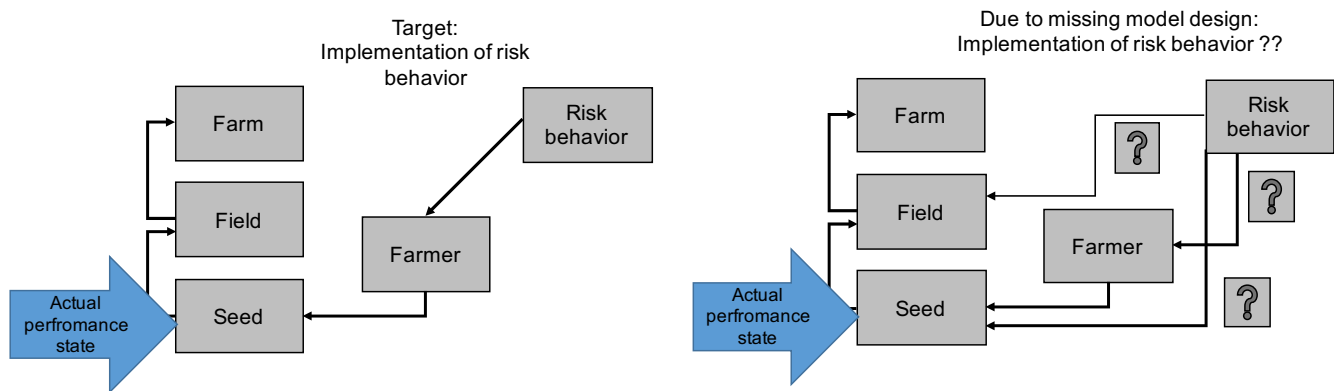 Target:
Implementation of risk
behavior
Farm
Risk
behavior
Field
Farmer
Seed
Actual
perfromance
state
Due to missing model design:
Implementation of risk behavior ??
Farm
Risk
behavior
?
Field
?
Farmer
Seed
?
Actual
perfromance
state